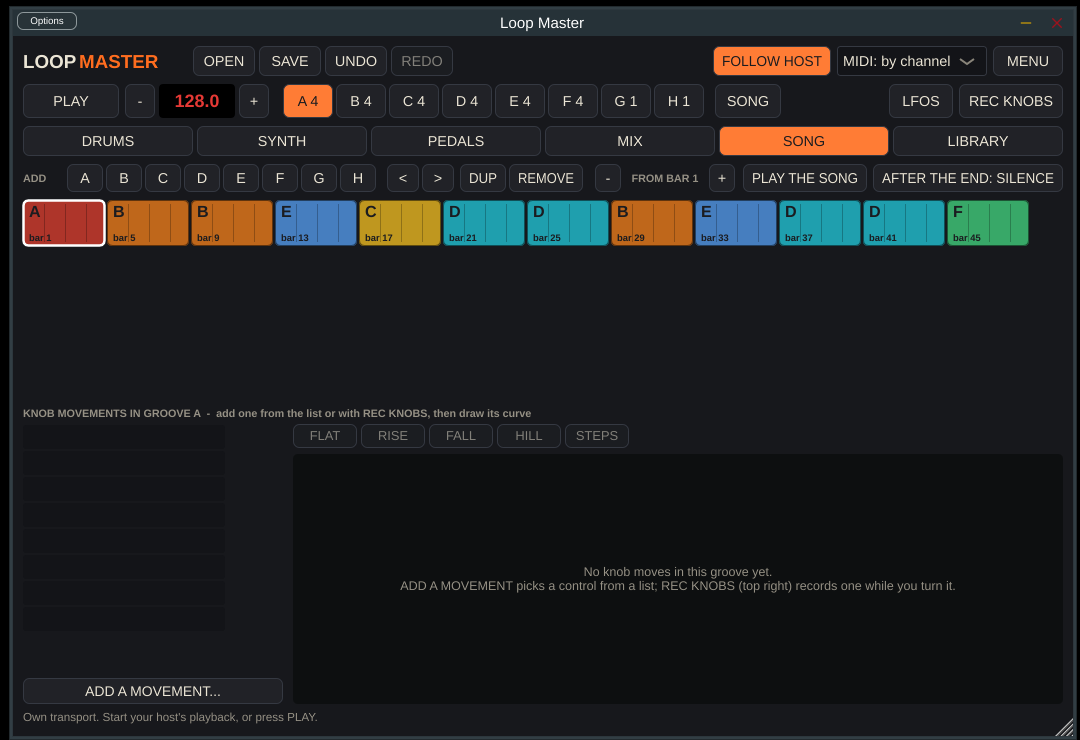 Options
Loop Master
LOOP MASTER OPEN SAVE UNDO REDO FOLLOW HOST MIDI: by channel MENU
PLAY - 128.0 + A 4 B 4 C 4 D 4 E 4 F 4 G 1 H 1 SONG LFOS REC KNOBS
DRUMS SYNTH PEDALS MIX SONG LIBRARY
ADD A B C D E F G H < > DUP REMOVE - FROM BAR 1 + PLAY THE SONG AFTER THE END: SILENCE
A B B E C D D B E D D F
bar 1 bar 5 bar 9 bar 13 bar 17 bar 21 bar 25 bar 29 bar 33 bar 37 bar 41 bar 45
KNOB MOVEMENTS IN GROOVE A - add one from the list or with REC KNOBS, then draw its curve
FLAT RISE FALL HILL STEPS
No knob moves in this groove yet.
ADD A MOVEMENT picks a control from a list; REC KNOBS (top right) records one while you turn it.
ADD A MOVEMENT...
Own transport. Start your host's playback, or press PLAY.